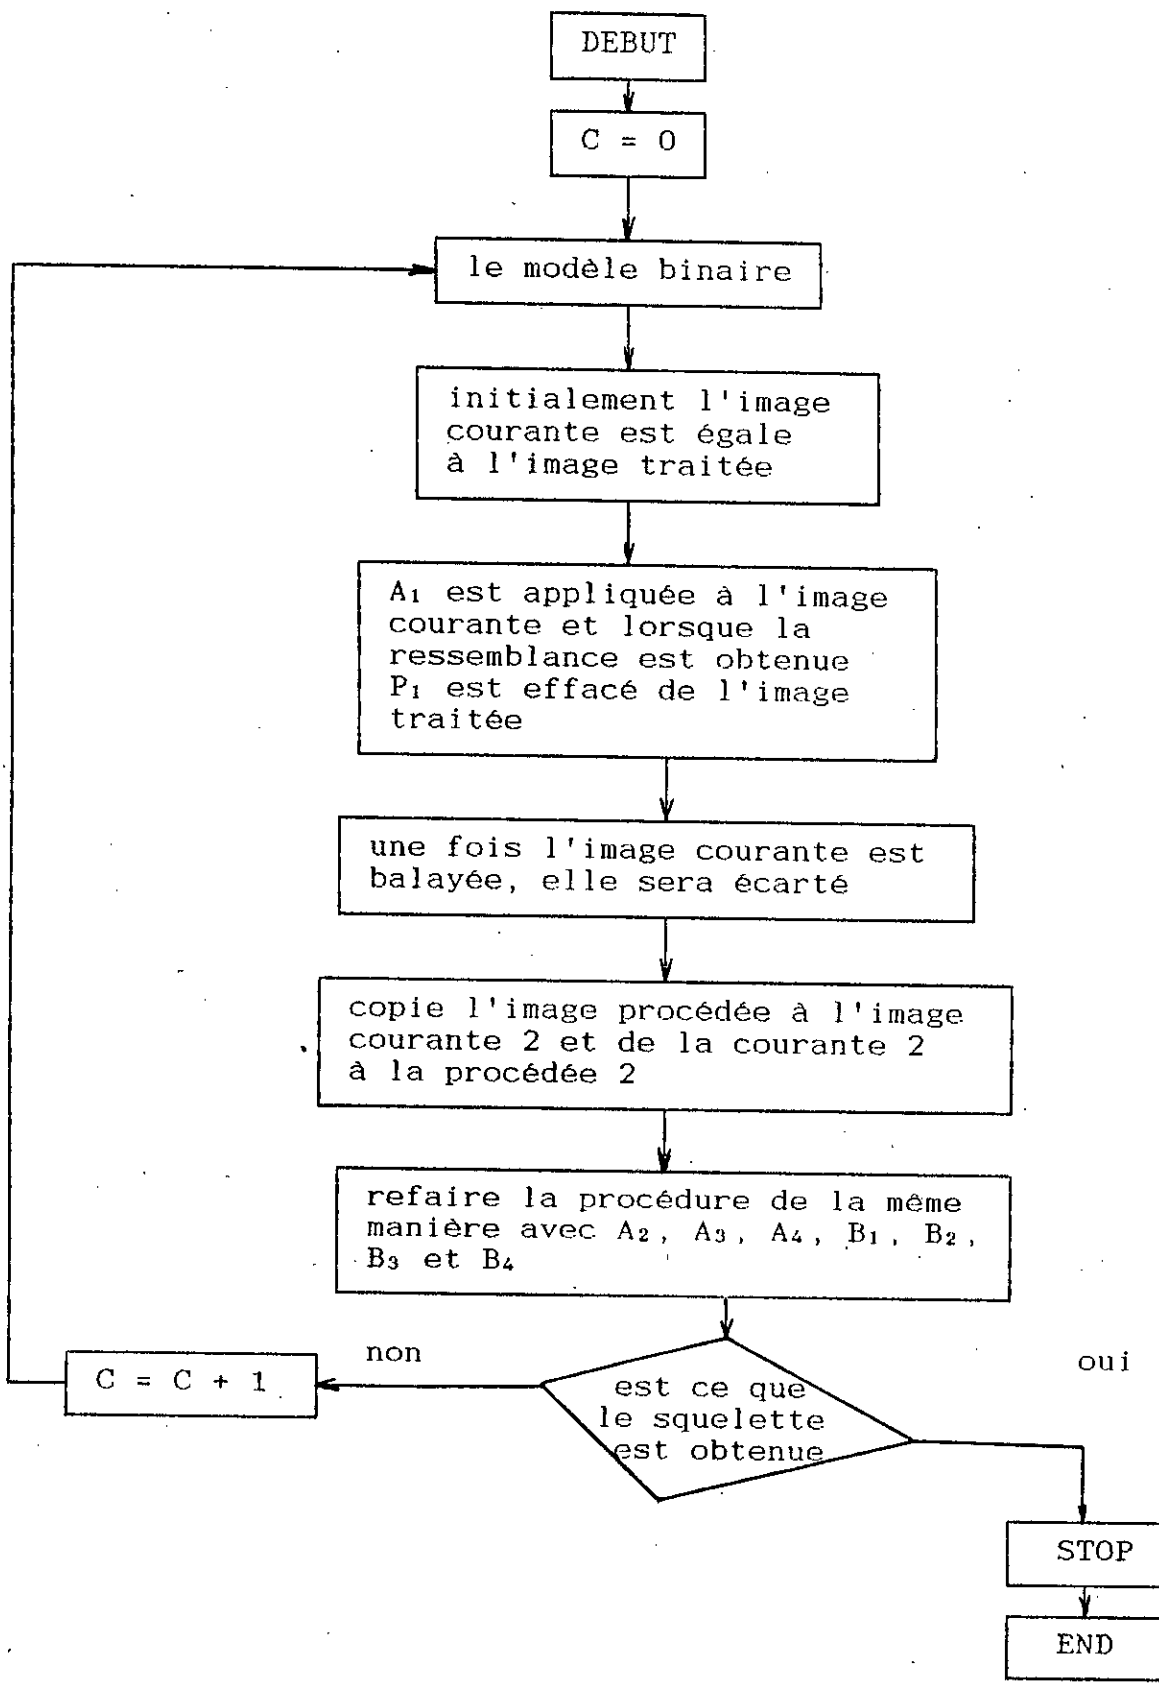 DEBUT
C = 0
le modèle binaire
initialement l'image
courante est égale
à l'image traitée
A₁ est appliquée à l'image
courante et lorsque la
ressemblance est obtenue
P₁ est effacé de l'image
traitée
une fois l'image courante est
balayée, elle sera écarté
copie l'image procédée à l'image
courante 2 et de la courante 2
à la procédée 2
refaire la procédure de la même
manière avec A₂, A₃, A₄, B₁, B₂,
B₃ et B₄
non
oui
C = C + 1
est ce que
le squelette
est obtenue
STOP
END